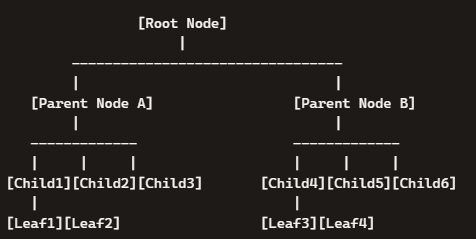 [Root Node]
|
---------------------------------
| |
[Parent Node A] [Parent Node B]
| |
------------- -------------
| | | | | |
[Child1][Child2][Child3] [Child4][Child5][Child6]
| |
[Leaf1][Leaf2] [Leaf3][Leaf4]